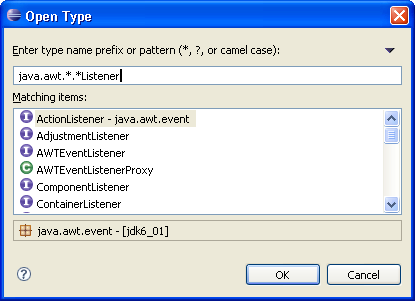 Open Type
Enter type name prefix or pattern (*, ?, or camel case):
java.awt.*.*Listener
Matching items:
I ActionListener - java.awt.event
I AdjustmentListener
I AWTEventListener
C AWTEventListenerProxy
I ComponentListener
I ContainerListener
java.awt.event - [jdk6_01]
?
OK
Cancel